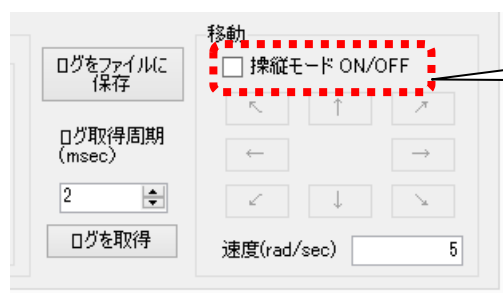 ログをファイルに
保存
ログ取得周期
(msec)
2
ログを取得
移動
操縦モード ON/OFF
↖ ↑ ↗
← →
↙ ↓ ↘
速度(rad/sec) 5